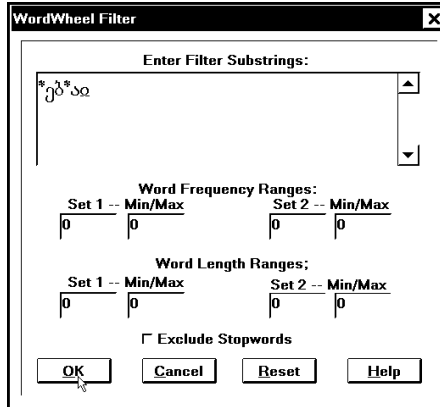 WordWheel Filter
Enter Filter Substrings:
*ებ*აღ
Word Frequency Ranges:
Set 1 -- Min/Max Set 2 -- Min/Max
0 0 0 0
Word Length Ranges;
Set 1 -- Min/Max Set 2 -- Min/Max
0 0 0 0
Exclude Stopwords
OK Cancel Reset Help